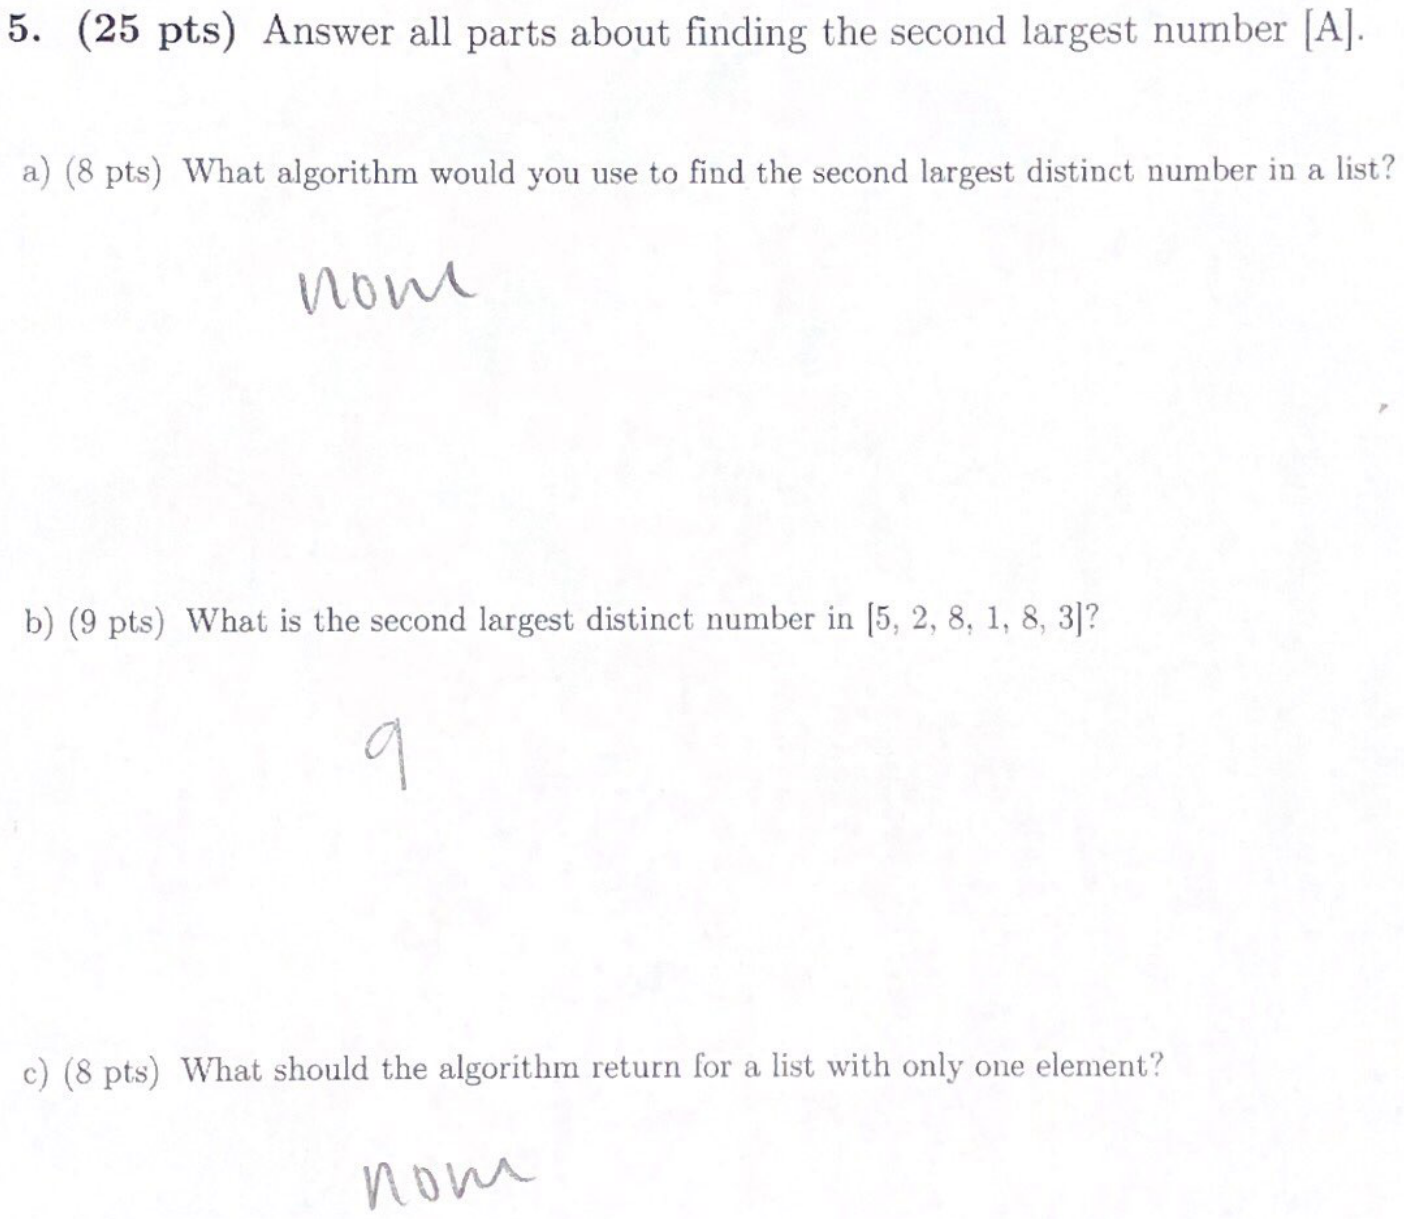 5. (25 pts) Answer all parts about finding the second largest number [A].
a) (8 pts) What algorithm would you use to find the second largest distinct number in a list?
none
b) (9 pts) What is the second largest distinct number in [5, 2, 8, 1, 8, 3]?
9
c) (8 pts) What should the algorithm return for a list with only one element?
none